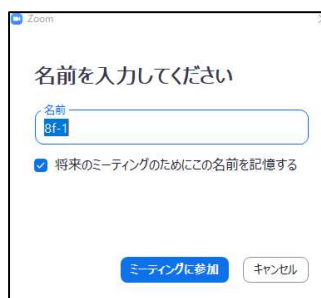 Zoom
名前を入力してください
名前
8f-1
将来のミーティングのためにこの名前を記憶する
ミーティングに参加 キャンセル